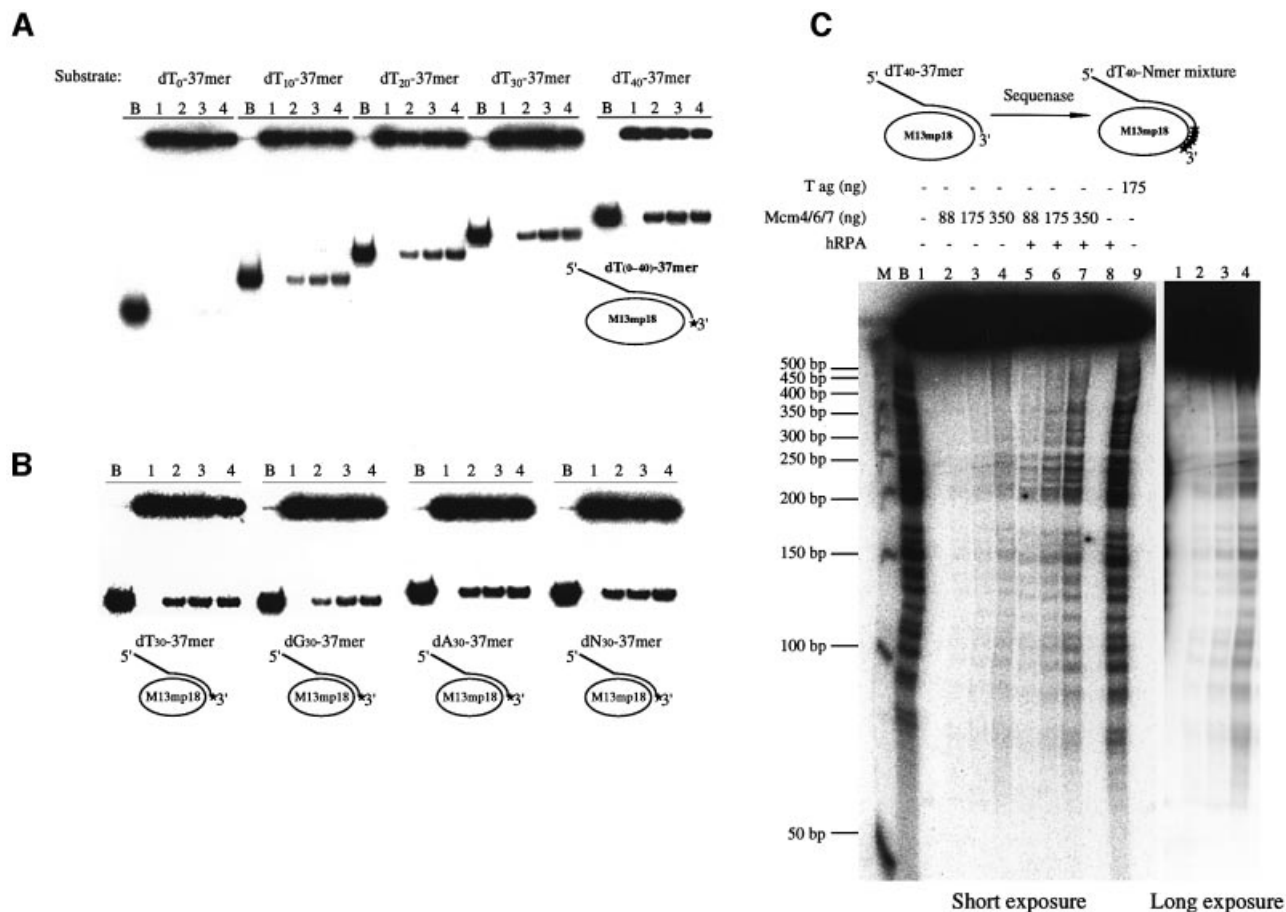 A
Substrate: dT0-37mer dT10-37mer dT20-37mer dT30-37mer dT40-37mer
B 1 2 3 4 B 1 2 3 4 B 1 2 3 4 B 1 2 3 4 B 1 2 3 4
dT(0–40)-37mer
5'
M13mp18
3'
B
B 1 2 3 4 B 1 2 3 4 B 1 2 3 4 B 1 2 3 4
dT30-37mer dG30-37mer dA30-37mer dN30-37mer
5' 5' 5' 5'
M13mp18 3' M13mp18 3' M13mp18 3' M13mp18 3'
C
5' dT40-37mer 5' dT40-Nmer mixture
Sequenase
M13mp18 3' M13mp18 3'
T ag (ng) - - - - - - - - 175
Mcm4/6/7 (ng) - 88 175 350 88 175 350 - -
hRPA - - - - + + + + -
M B 1 2 3 4 5 6 7 8 9 1 2 3 4
500 bp
450 bp
400 bp
350 bp
300 bp
250 bp
200 bp
150 bp
100 bp
50 bp
Short exposure Long exposure